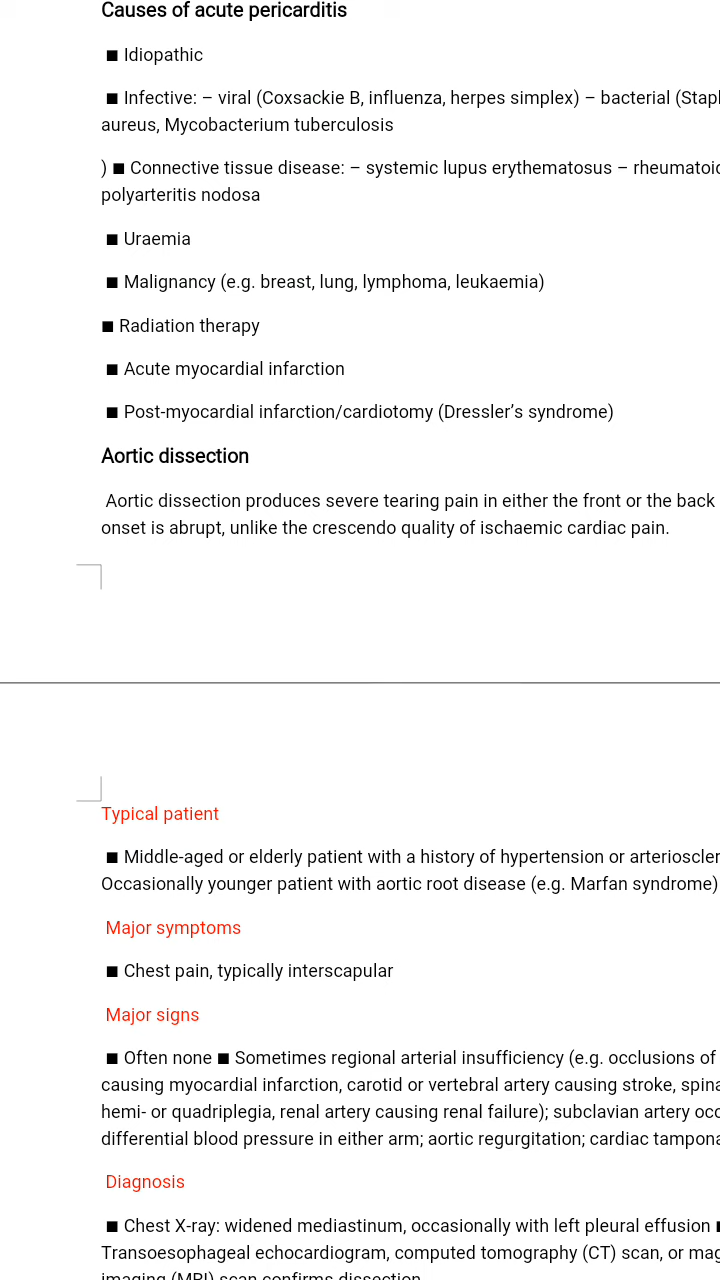 Causes of acute pericarditis
■ Idiopathic
■ Infective: – viral (Coxsackie B, influenza, herpes simplex) – bacterial
aureus, Mycobacterium tuberculosis
) ■ Connective tissue disease: – systemic lupus erythematosus –
polyarteritis nodosa
■ Uraemia
■ Malignancy (e.g. breast, lung, lymphoma, leukaemia)
■ Radiation therapy
■ Acute myocardial infarction
■ Post-myocardial infarction/cardiotomy (Dressler’s syndrome)
Aortic dissection
Aortic dissection produces severe tearing pain in either the front or the back
onset is abrupt, unlike the crescendo quality of ischaemic cardiac pain.
Typical patient
■ Middle-aged or elderly patient with a history of hypertension or
Occasionally younger patient with aortic root disease (e.g. Marfan syndrome)
Major symptoms
■ Chest pain, typically interscapular
Major signs
■ Often none ■ Sometimes regional arterial insufficiency (e.g. occlusions of
causing myocardial infarction, carotid or vertebral artery causing stroke,
hemi- or quadriplegia, renal artery causing renal failure); subclavian artery
differential blood pressure in either arm; aortic regurgitation; cardiac
Diagnosis
■ Chest X-ray: widened mediastinum, occasionally with left pleural effusion ■
Transoesophageal echocardiogram, computed tomography (CT) scan, or
imaging (MRI) scan confirms dissection